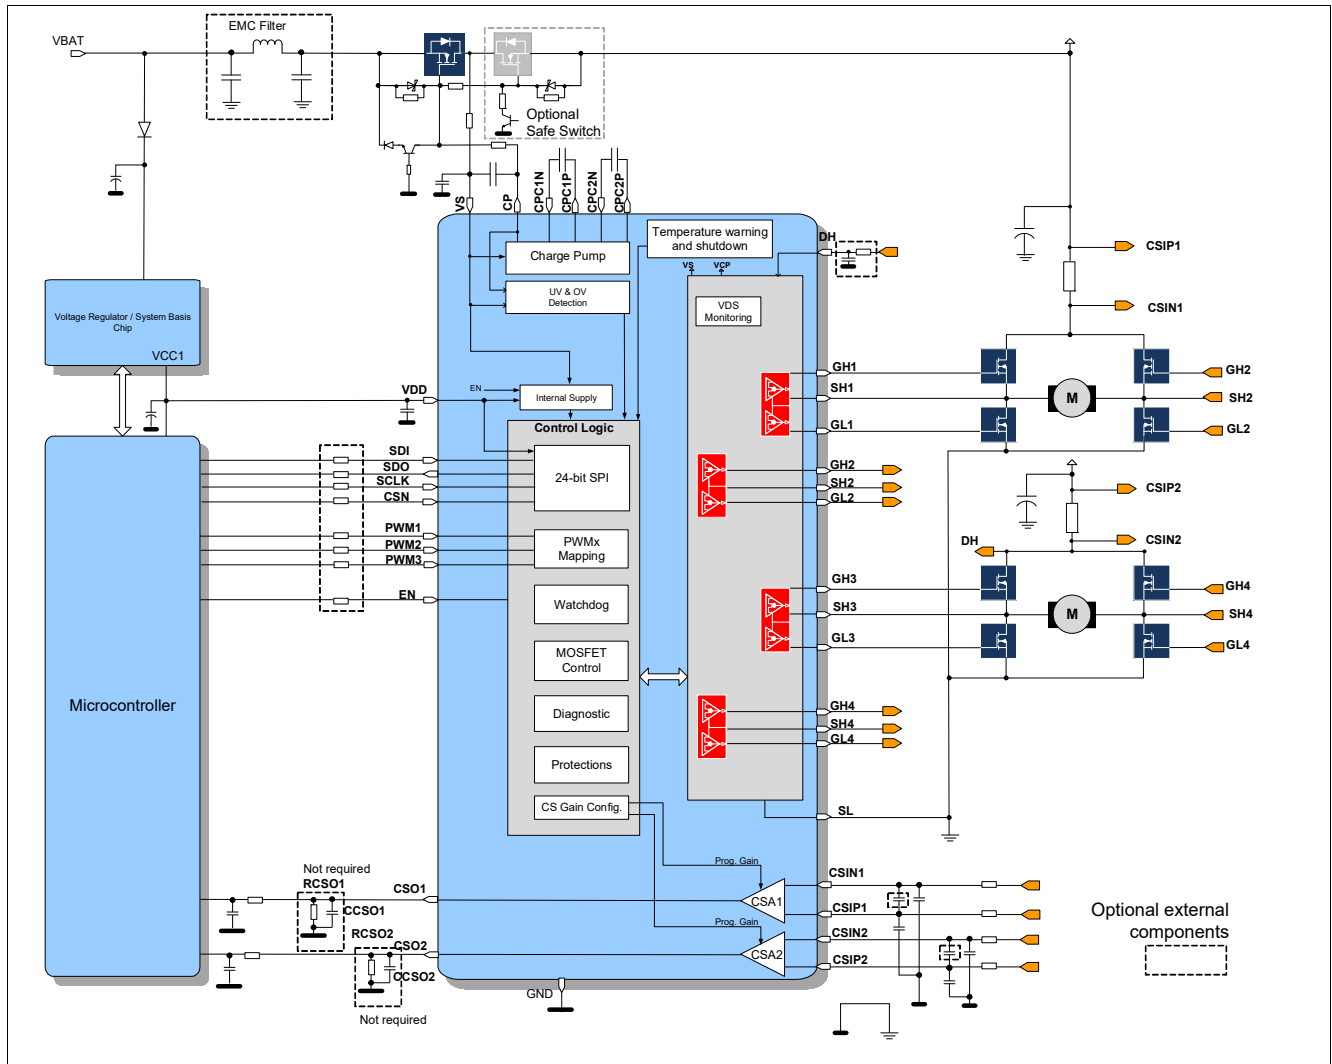 EMC Filter
VBAT
Optional
Safe Switch
VS
CP
CPC1N
CPC1P
CPC2N
CPC2P
Temperature warning
and shutdown
DH
Charge Pump
VS
VCP
CSIP1
UV & OV
Detection
VDS
Monitoring
CSIN1
Voltage Regulator / System Basis
Chip
VCC1
VDD
EN
Internal Supply
GH1
SH1
GL1
M
GH2
SH2
GL2
Control Logic
SDI
SDO
SCLK
CSN
24-bit SPI
GH2
SH2
GL2
CSIP2
CSIN2
DH
PWM1
PWM2
PWM3
PWMx
Mapping
EN
Watchdog
GH3
SH3
GL3
M
GH4
SH4
GL4
MOSFET
Control
Microcontroller
Diagnostic
GH4
SH4
GL4
Protections
CS Gain Config.
SL
Prog. Gain
Not required
RCSO1
CCSO1
CSO1
CSA1
CSIN1
CSIP1
RCSO2
CCSO2
CSO2
Prog. Gain
CSA2
CSIN2
CSIP2
Optional external
components
GND
Not required